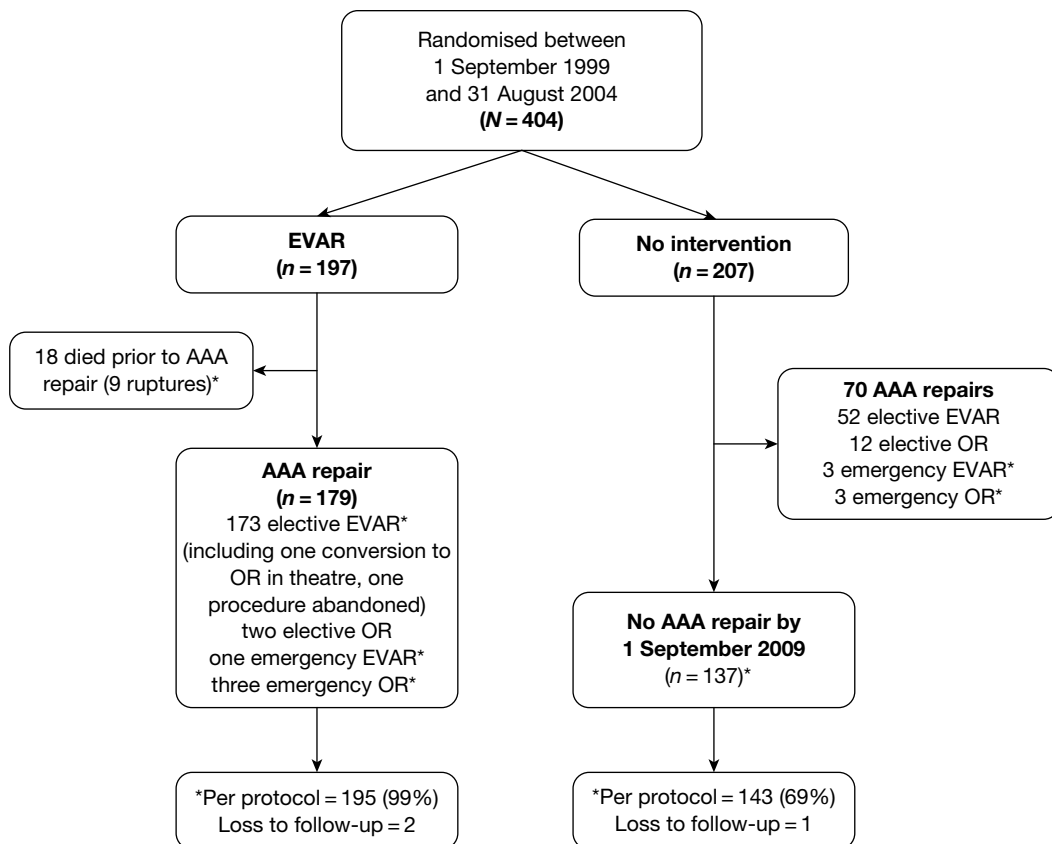 Randomised between
1 September 1999
and 31 August 2004
(N = 404)
EVAR
(n = 197)
No intervention
(n = 207)
18 died prior to AAA
repair (9 ruptures)*
70 AAA repairs
52 elective EVAR
12 elective OR
3 emergency EVAR*
3 emergency OR*
AAA repair
(n = 179)
173 elective EVAR*
(including one conversion to
OR in theatre, one
procedure abandoned)
two elective OR
one emergency EVAR*
three emergency OR*
No AAA repair by
1 September 2009
(n = 137)*
*Per protocol = 195 (99%)
Loss to follow-up = 2
*Per protocol = 143 (69%)
Loss to follow-up = 1